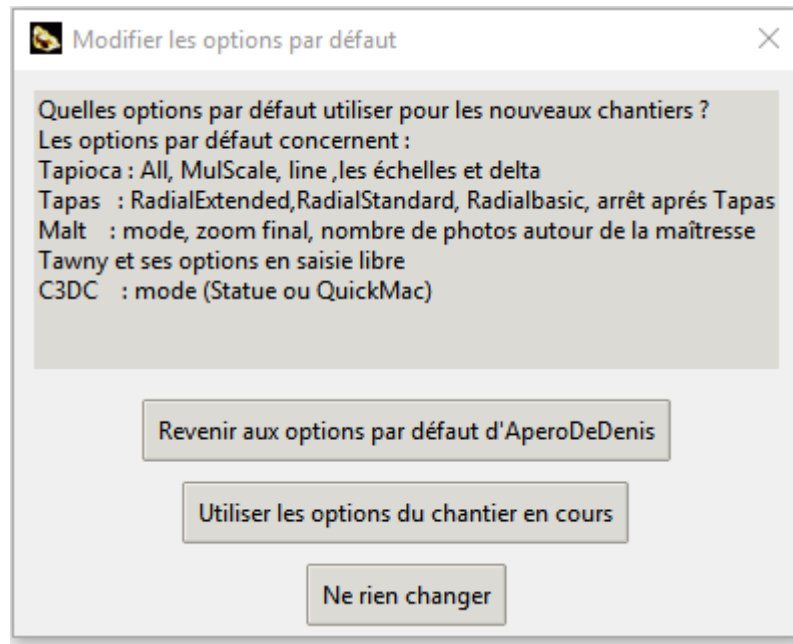 Modifier les options par défaut
Quelles options par défaut utiliser pour les nouveaux chantiers ?
Les options par défaut concernent :
Tapioca : All, MulScale, line ,les échelles et delta
Tapas   : RadialExtended,RadialStandard, Radialbasic, arrêt aprés Tapas
Malt    : mode, zoom final, nombre de photos autour de la maîtresse
Tawny et ses options en saisie libre
C3DC    : mode (Statue ou QuickMac)
Revenir aux options par défaut d'AperoDeDenis
Utiliser les options du chantier en cours
Ne rien changer